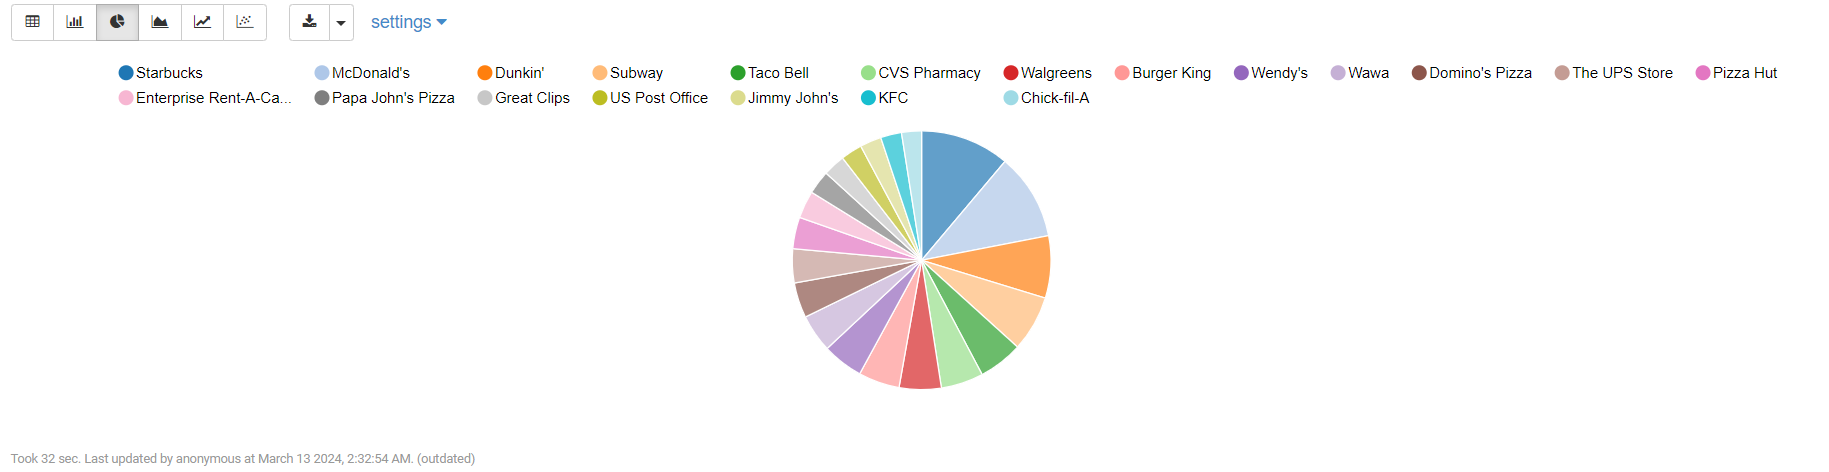 settings
Starbucks McDonald's Dunkin' Subway Taco Bell CVS Pharmacy Walgreens Burger King Wendy's Wawa Domino's Pizza The UPS Store Pizza Hut
Enterprise Rent-A-Ca... Papa John's Pizza Great Clips US Post Office Jimmy John's KFC Chick-fil-A
Took 32 sec. Last updated by anonymous at March 13 2024, 2:32:54 AM. (outdated)